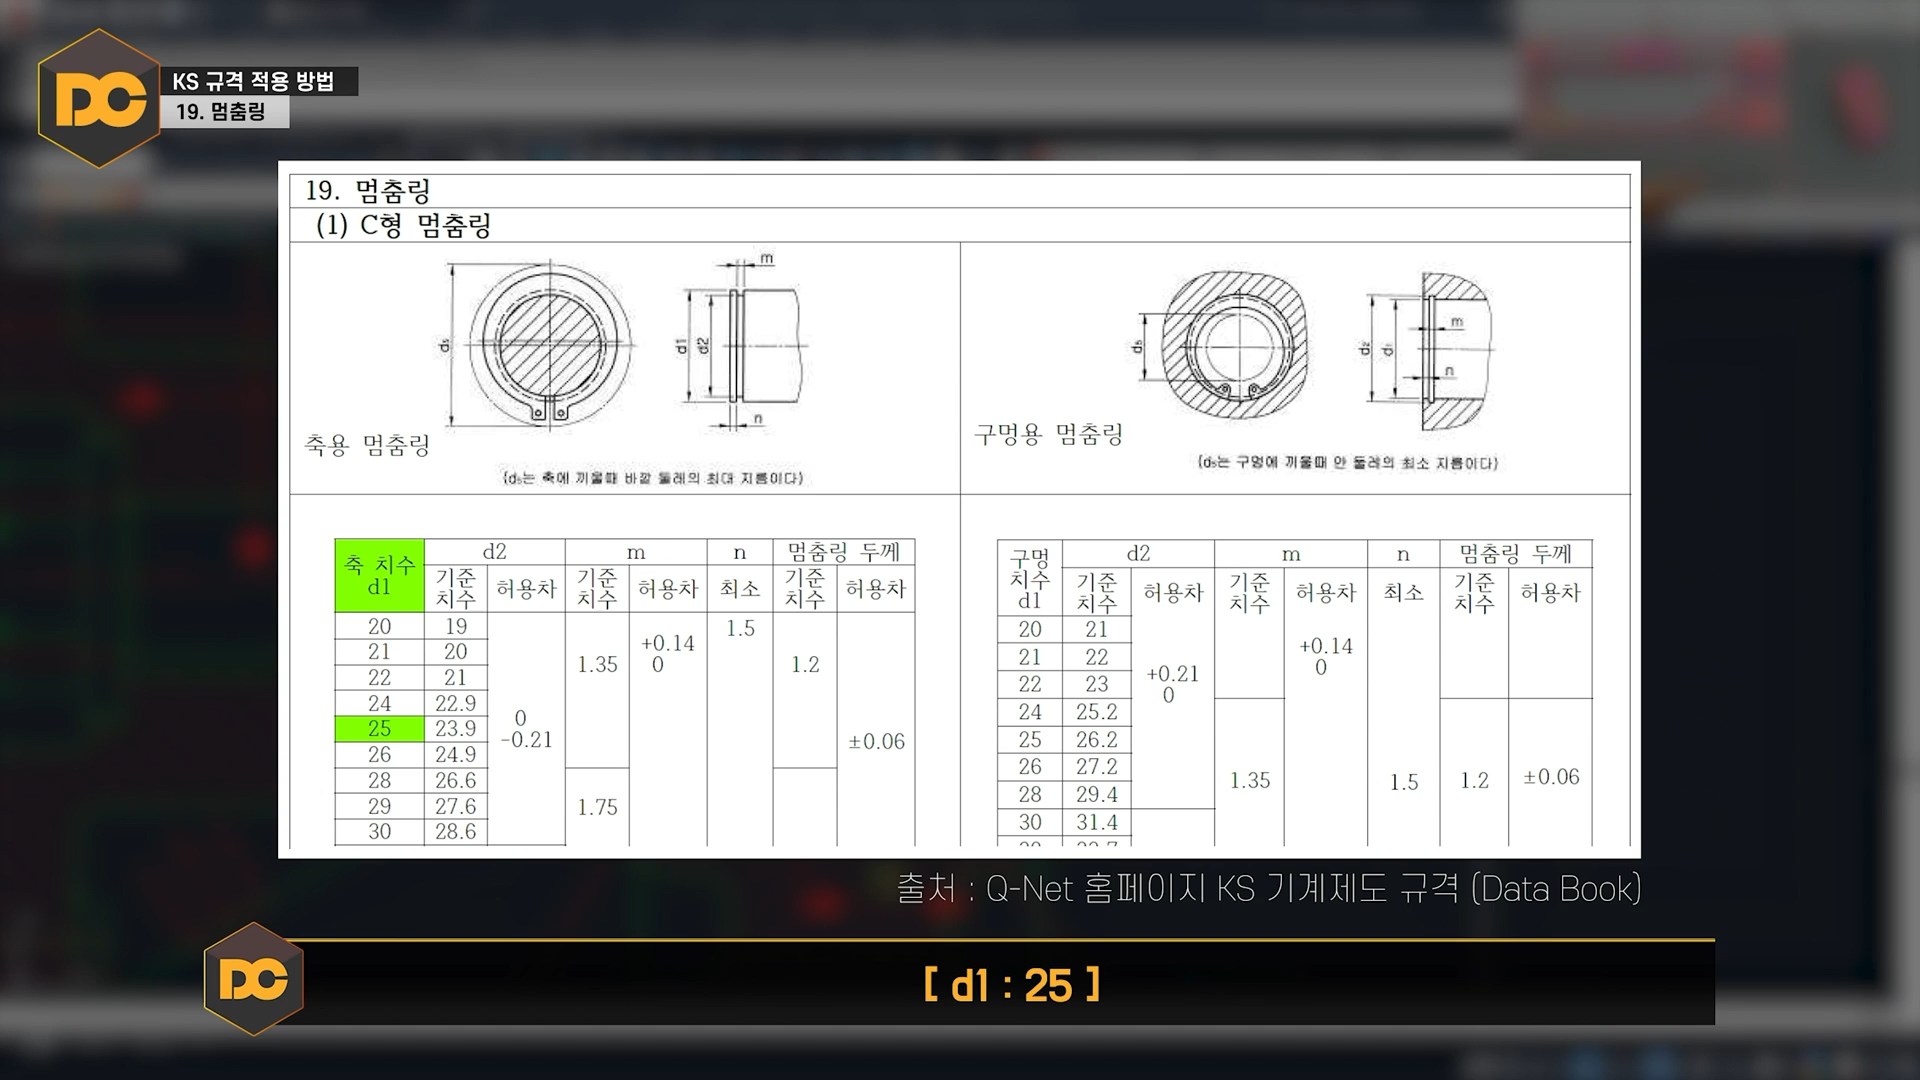 DC
KS 규격 적용 방법
19. 멈춤링
19. 멈춤링
(1) C형 멈춤링
m
d5
d1
d2
n
축용 멈춤링
(d5는 축에 끼울때 바깥 둘레의 최대 지름이다)
d5
d2
d1
m
n
구멍용 멈춤링
(d5는 구멍에 끼울때 안 둘레의 최소 지름이다)
축 치수 d1 d2 m n 멈춤링 두께
기준 치수 허용차 기준 치수 허용차 최소 기준 치수 허용차
20 19 1.5
+0.14
21 20 1.35 0 1.2
22 21
24 22.9
0
25 23.9 -0.21 ±0.06
26 24.9
28 26.6
29 27.6 1.75
30 28.6
구멍 치수 d1 d2 m n 멈춤링 두께
기준 치수 허용차 기준 치수 허용차 최소 기준 치수 허용차
20 21 +0.14
21 22 0
+0.21
22 23 0
24 25.2
25 26.2
26 27.2 1.35 1.5 1.2 ±0.06
28 29.4
30 31.4
출처 : Q-Net 홈페이지 KS 기계제도 규격 (Data Book)
DC
[ d1 : 25 ]